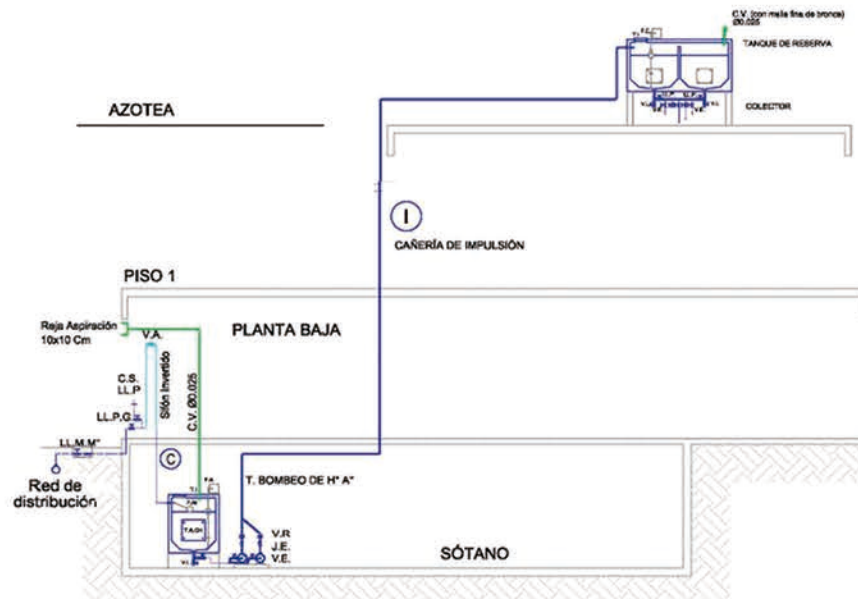 C.V. (con malla fina de bronce)
Ø0.025
TANQUE DE RESERVA
COLECTOR
AZOTEA
I
CAÑERÍA DE IMPULSIÓN
PISO 1
Reja Aspiración
10x10 Cm
V.A.
PLANTA BAJA
Sifón Invertido
C.V. Ø0.025
C.S.
LL.P
LL.P.G.
LL.M.M"
C
Red de
distribución
T. BOMBEO DE H° A°
V.R
J.E.
V.E.
SÓTANO